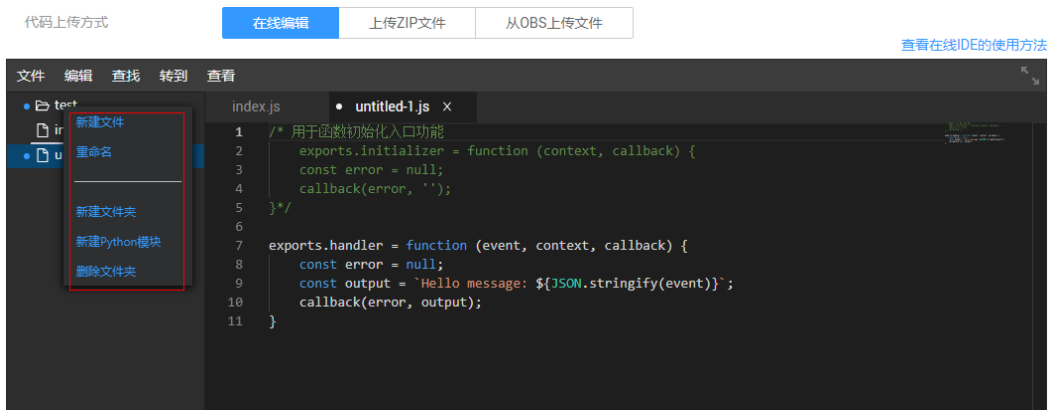 代码上传方式 在线编辑 上传ZIP文件 从OBS上传文件
查看在线IDE的使用方法
文件 编辑 查找 转到 查看
test
index.js untitled-1.js ×
新建文件
重命名
新建文件夹
新建Python模块
删除文件夹
1 /* 用于函数初始化入口功能
2 exports.initializer = function (context, callback) {
3 const error = null;
4 callback(error, '');
5 }*/
6
7 exports.handler = function (event, context, callback) {
8 const error = null;
9 const output = `Hello message: ${JSON.stringify(event)}`;
10 callback(error, output);
11 }